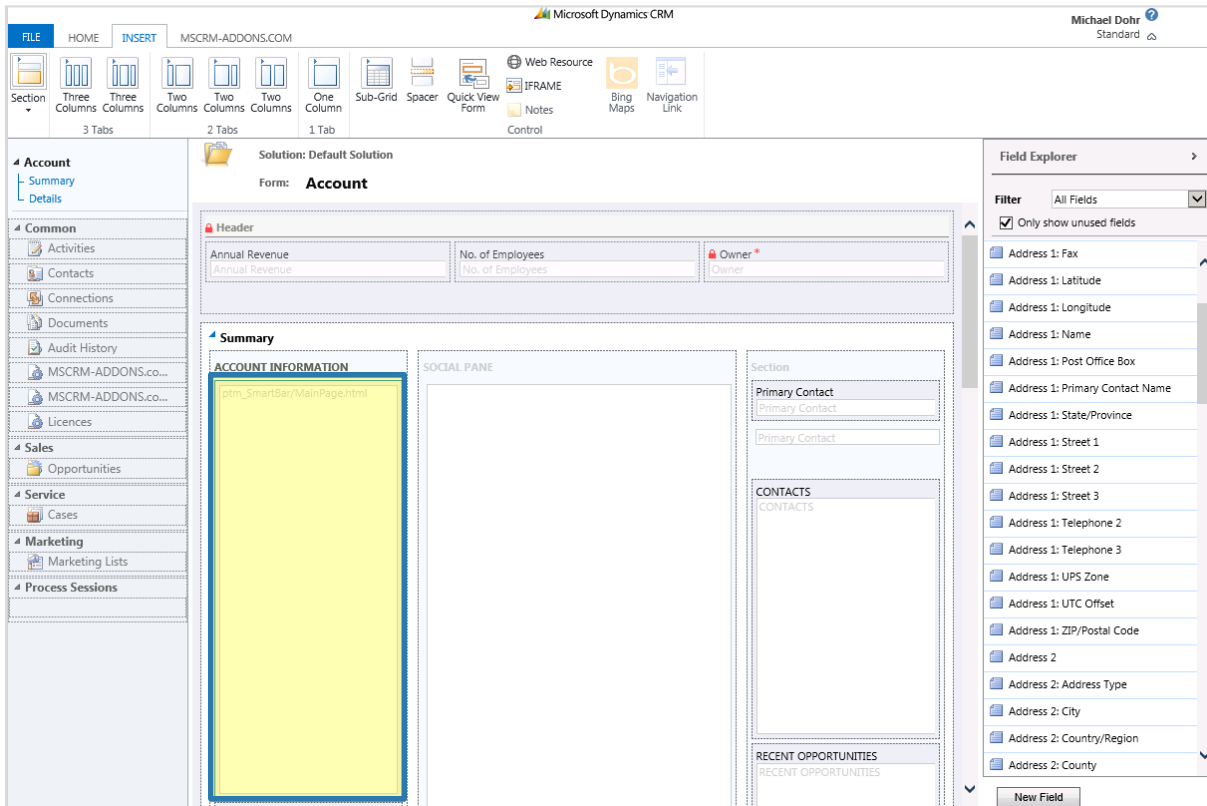 Microsoft Dynamics CRM
Michael Dohr
Standard
FILE HOME INSERT MSCRM-ADDONS.COM
Section
Three Columns
Three Columns
Two Columns
Two Columns
Two Columns
One Column
Sub-Grid
Spacer
Quick View Form
Web Resource
IFRAME
Notes
Bing Maps
Navigation Link
3 Tabs
2 Tabs
1 Tab
Control
Account
Summary
Details
Common
Activities
Contacts
Connections
Documents
Audit History
MSCRM-ADDONS.co...
MSCRM-ADDONS.co...
Licences
Sales
Opportunities
Service
Cases
Marketing
Marketing Lists
Process Sessions
Solution: Default Solution
Form: Account
Header
Annual Revenue
Annual Revenue
No. of Employees
No. of Employees
Owner *
Owner
Summary
ACCOUNT INFORMATION
ptm_SmartBar/MainPage.html
SOCIAL PANE
Section
Primary Contact
Primary Contact
Primary Contact
CONTACTS
CONTACTS
RECENT OPPORTUNITIES
RECENT OPPORTUNITIES
Field Explorer
Filter All Fields
Only show unused fields
Address 1: Fax
Address 1: Latitude
Address 1: Longitude
Address 1: Name
Address 1: Post Office Box
Address 1: Primary Contact Name
Address 1: State/Province
Address 1: Street 1
Address 1: Street 2
Address 1: Street 3
Address 1: Telephone 2
Address 1: Telephone 3
Address 1: UPS Zone
Address 1: UTC Offset
Address 1: ZIP/Postal Code
Address 2
Address 2: Address Type
Address 2: City
Address 2: Country/Region
Address 2: County
New Field